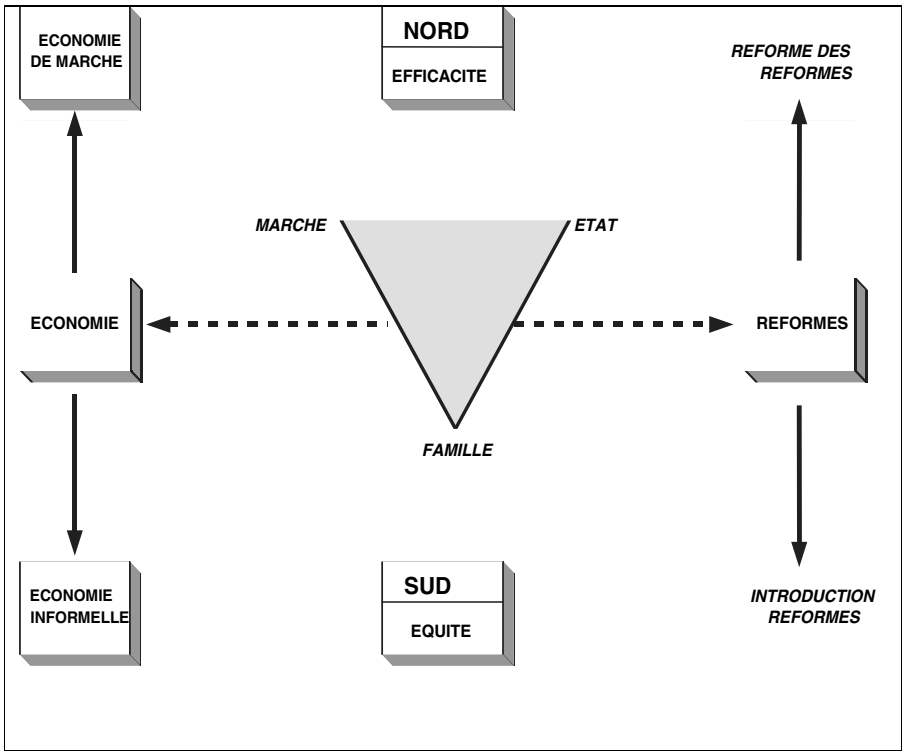 ECONOMIE
DE MARCHE
NORD
EFFICACITE
REFORME DES
REFORMES
MARCHE
ETAT
ECONOMIE
REFORMES
FAMILLE
ECONOMIE
INFORMELLE
SUD
EQUITE
INTRODUCTION
REFORMES